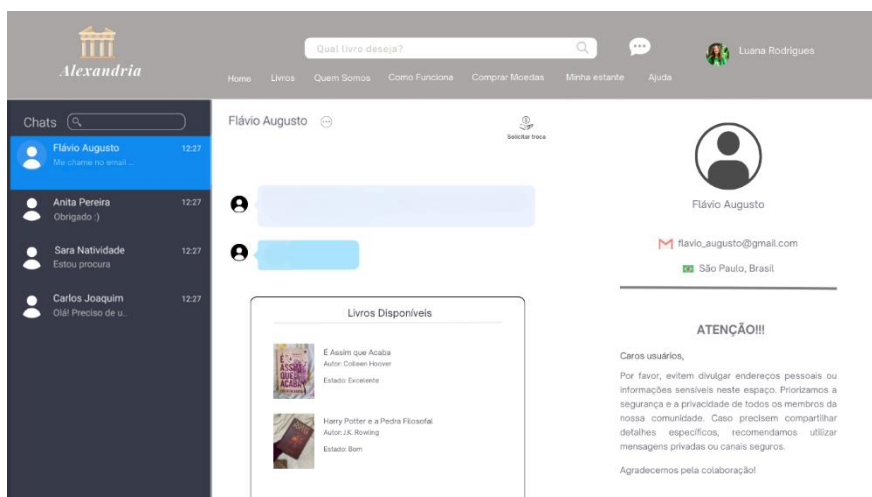 Alexandria
Qual livro deseja?
Luana Rodrigues
Home Livros Quem Somos Como Funciona Comprar Moedas Minha estante Ajuda
Chats
Flávio Augusto 12:27
Me chame no email ...
Anita Pereira 12:27
Obrigado :)
Sara Natividade 12:27
Estou procura
Carlos Joaquim 12:27
Olá! Preciso de u..
Flávio Augusto
Solicitar troca
Livros Disponíveis
É Assim que Acaba
Autor: Colleen Hoover
Estado: Excelente
É
ASSIM
QUE
ACABA
Harry Potter e a Pedra Filosofal
Autor: J.K. Rowling
Estado: Bom
Flávio Augusto
flavio_augusto@gmail.com
São Paulo, Brasil
ATENÇÃO!!!
Caros usuários,
Por favor, evitem divulgar endereços pessoais ou
informações sensíveis neste espaço. Priorizamos a
segurança e a privacidade de todos os membros da
nossa comunidade. Caso precisem compartilhar
detalhes específicos, recomendamos utilizar
mensagens privadas ou canais seguros.
Agradecemos pela colaboração!